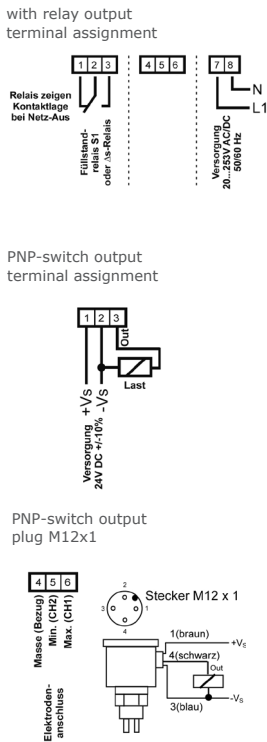 with relay output
terminal assignment
1 2 3
4 5 6
7 8
Relais zeigen
Kontaktlage
bei Netz-Aus
N
L1
Füllstand-
relais S1
oder Δs-Relais
Versorgung
20...253V AC/DC
50/60 Hz
PNP-switch output
terminal assignment
1 2 3
Out
Last
+Vs
-Vs
Versorgung
24V DC +/-10%
PNP-switch output
plug M12x1
4 5 6
Masse (Bezug)
Min. (CH2)
Max. (CH1)
Elektroden-
anschluss
2
3
1
4
Stecker M12 x 1
1(braun)
+Vs
4(schwarz)
Out
3(blau)
-Vs